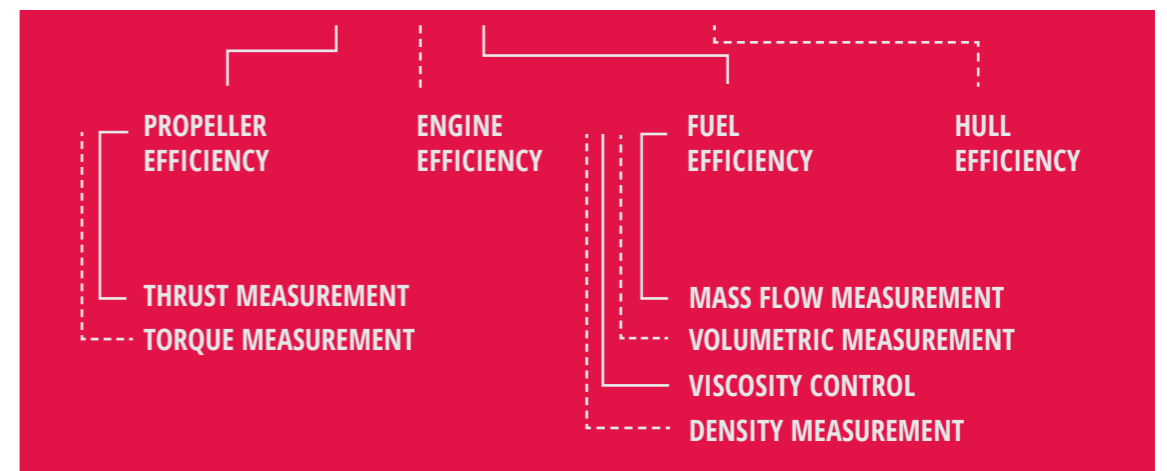 PROPELLER
EFFICIENCY
ENGINE
EFFICIENCY
FUEL
EFFICIENCY
HULL
EFFICIENCY
THRUST MEASUREMENT
TORQUE MEASUREMENT
MASS FLOW MEASUREMENT
VOLUMETRIC MEASUREMENT
VISCOSITY CONTROL
DENSITY MEASUREMENT